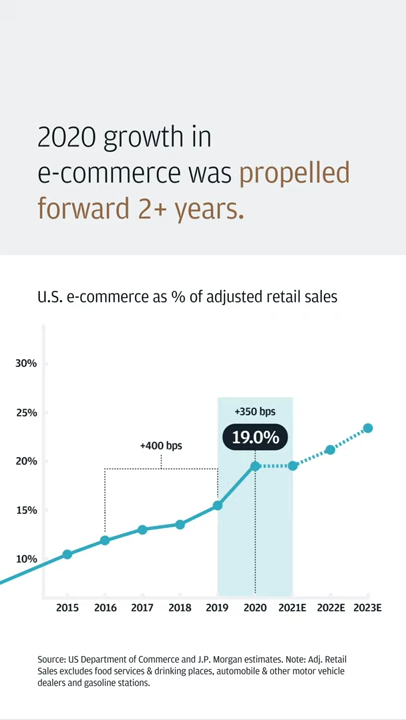 2020 growth in
e-commerce was propelled
forward 2+ years.
U.S. e-commerce as % of adjusted retail sales
30%
25%
20%
15%
10%
+400 bps
+350 bps
19.0%
2015 2016 2017 2018 2019 2020 2021E 2022E 2023E
Source: US Department of Commerce and J.P. Morgan estimates. Note: Adj. Retail
Sales excludes food services & drinking places, automobile & other motor vehicle
dealers and gasoline stations.